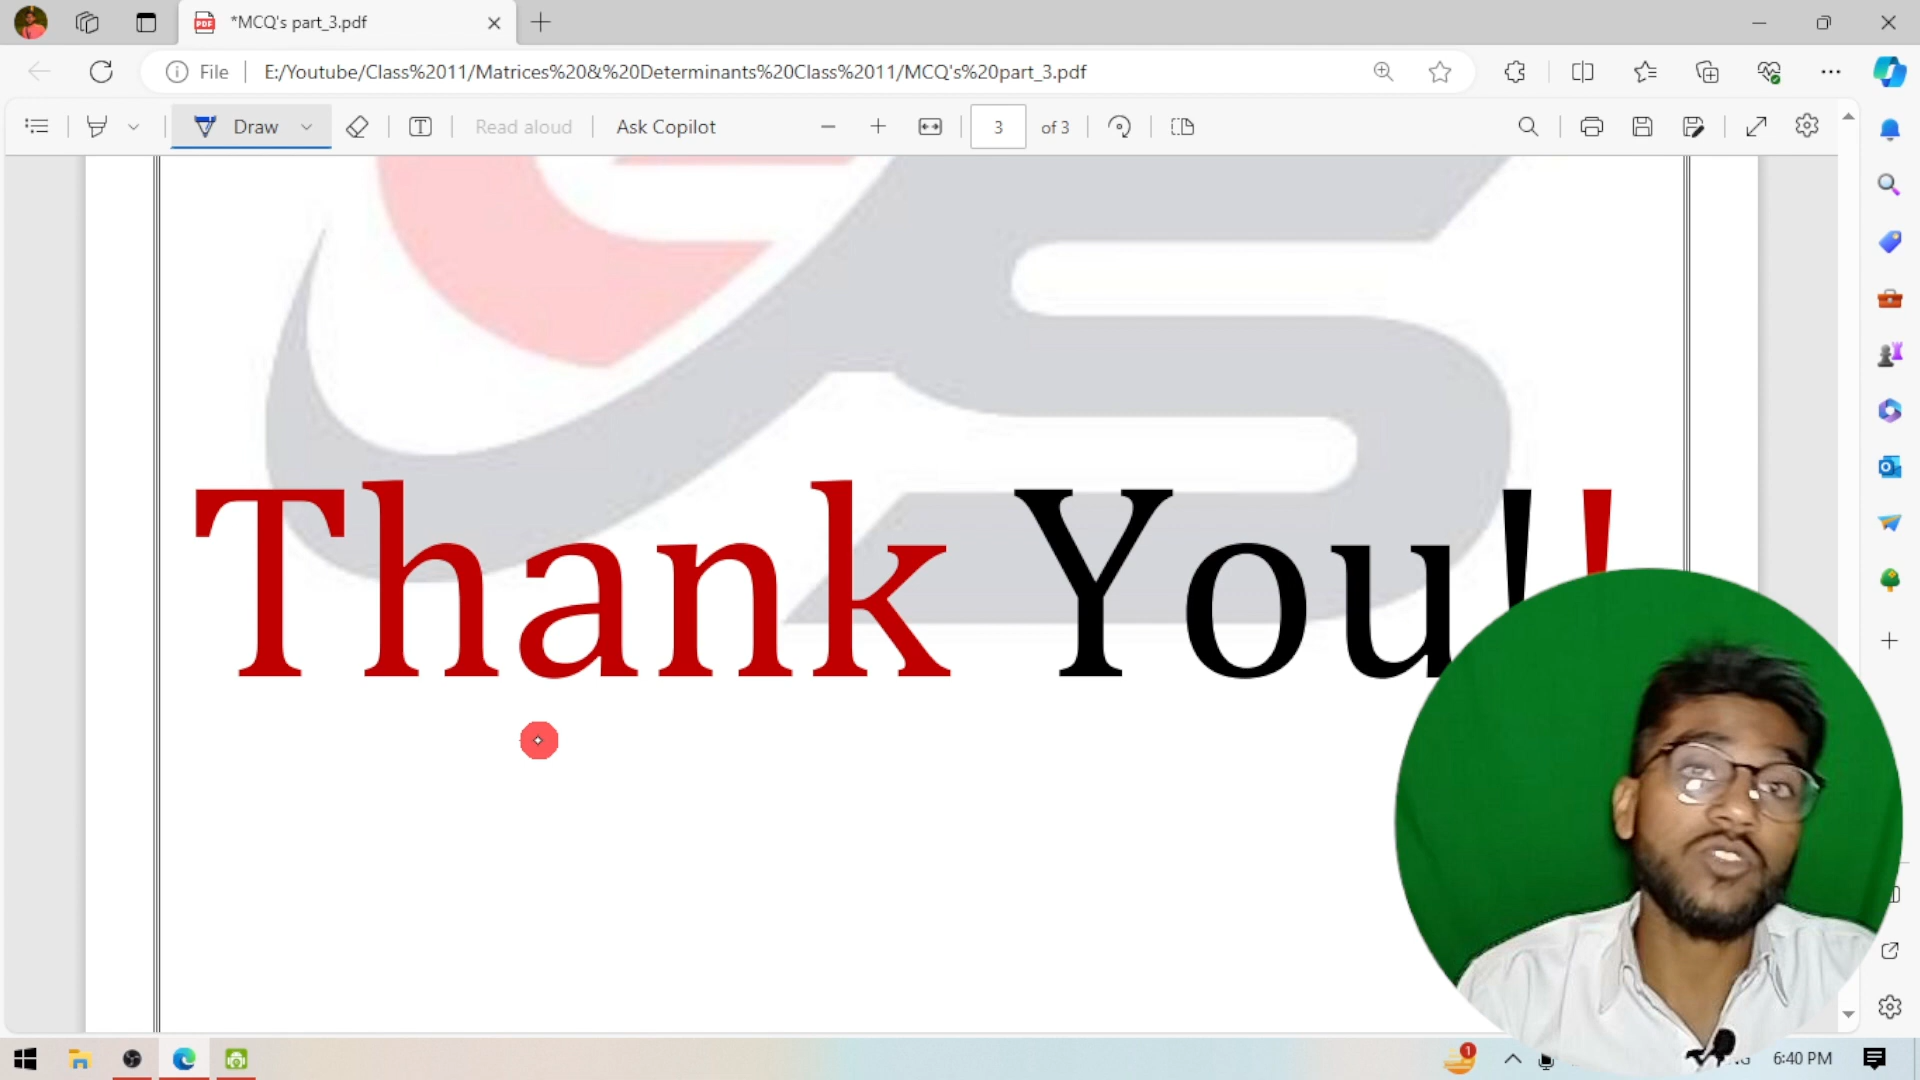 *MCQ's part_3.pdf
File
E:/Youtube/Class%2011/Matrices%20&%20Determinants%20Class%2011/MCQ's%20part_3.pdf
Draw
Read aloud
Ask Copilot
3
of 3
Thank You!!
1
6:40 PM